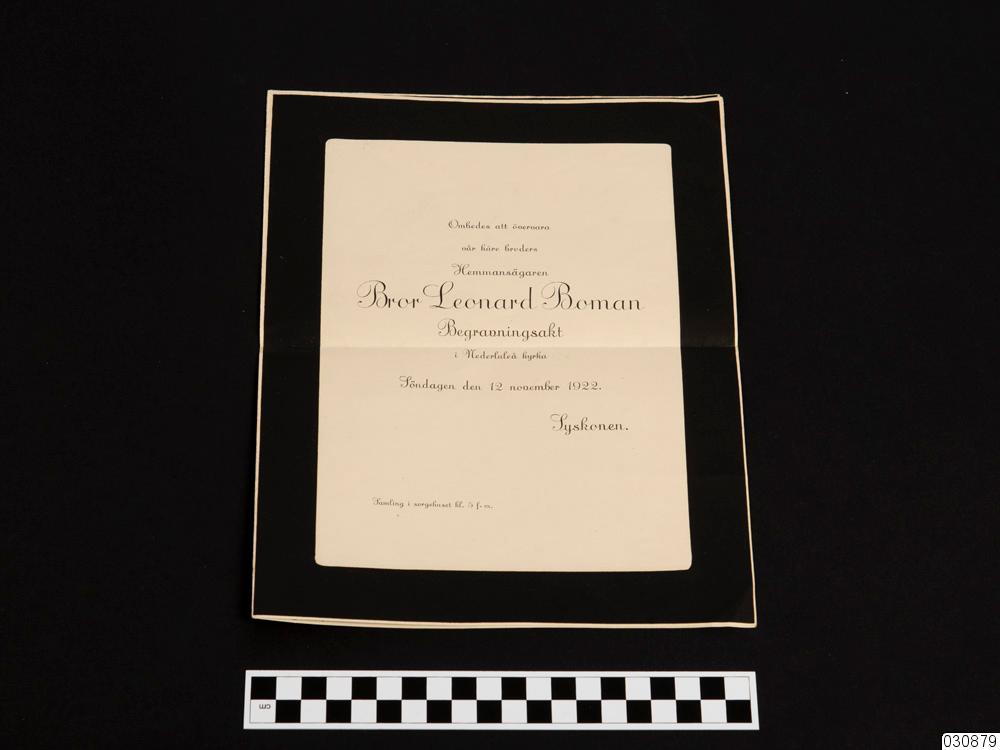 Ombedes att övervara
vår käre broders
Hemmansägaren
Bror Leonard Boman
Begravningsakt
i Nederluleå kyrka
Söndagen den 12 november 1922.
Syskonen.
Samling i sorgehuset kl. 5 f. m.
cm
030879